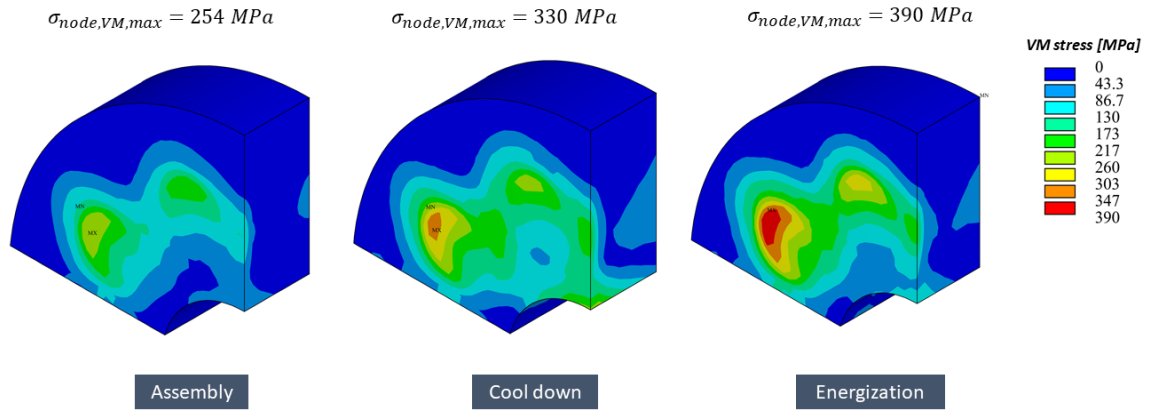 σnode,VM,max = 254 MPa
σnode,VM,max = 330 MPa
σnode,VM,max = 390 MPa
VM stress [MPa]
0
43.3
86.7
130
173
217
260
303
347
390
MN
MX
MN
MX
MN
Assembly
Cool down
Energization